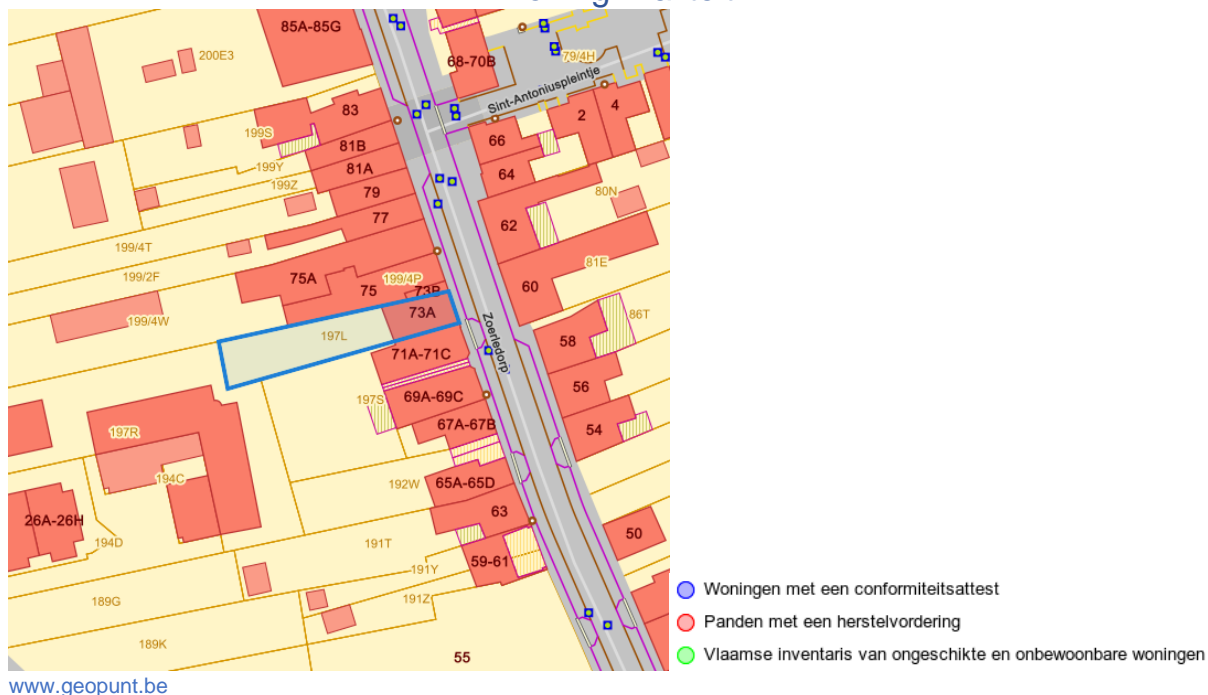 85A-85G
200E3
68-70B
79/4H
Sint-Antoniuspleintje
4
2
83
199S
81B
66
199Y
81A
64
199Z
79
80N
77
62
199/4T
81E
199/2F
75A
199/4P
60
75
73B
73A
86T
199/4W
197L
Zoerledorp
58
71A-71C
56
69A-69C
197S
67A-67B
54
197R
194C
192W
65A-65D
63
26A-26H
50
194D
191T
59-61
191Y
189G
191Z
189K
55
Woningen met een conformiteitsattest
Panden met een herstelvordering
Vlaamse inventaris van ongeschikte en onbewoonbare woningen
www.geopunt.be